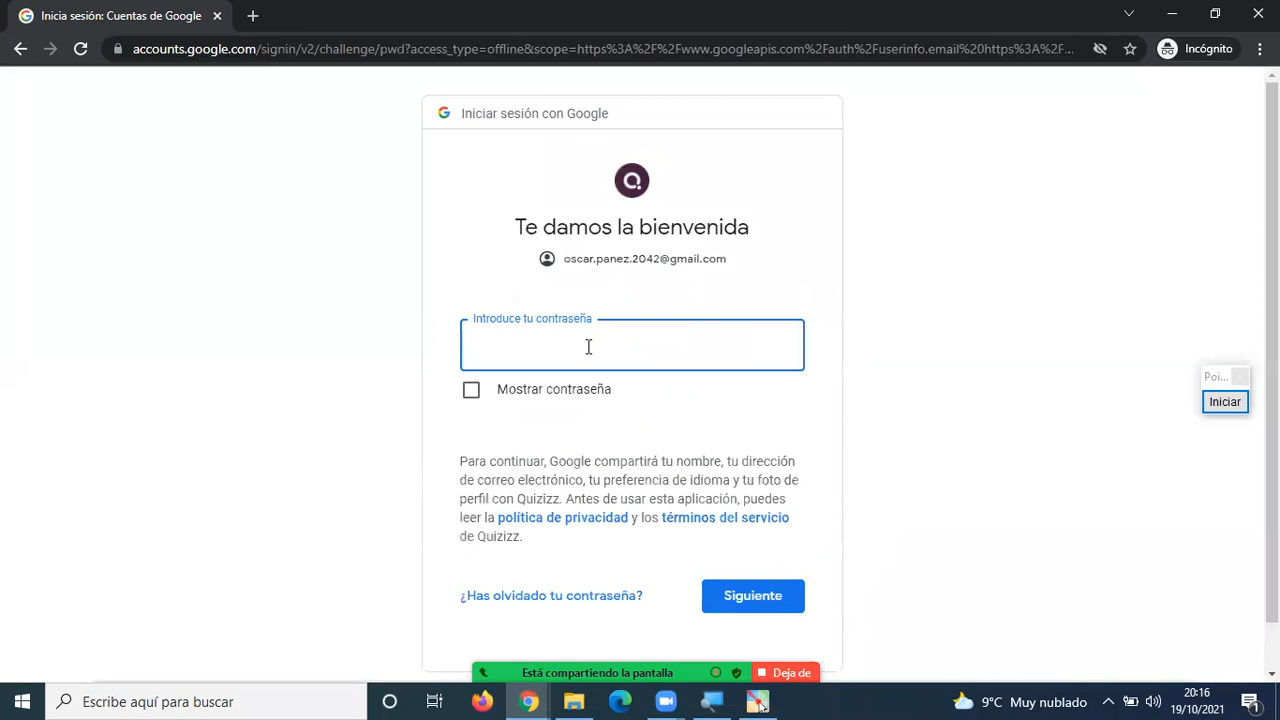 Inicia sesión: Cuentas de Google
accounts.google.com/signin/v2/challenge/pwd?access_type=offline&scope=https%3A%2F%2Fwww.googleapis.com%2Fauth%2Fuserinfo.email%20https%3A%2F...
Incógnito
Iniciar sesión con Google
Te damos la bienvenida
oscar.panez.2042@gmail.com
Introduce tu contraseña
Mostrar contraseña
Poi...
Iniciar
Para continuar, Google compartirá tu nombre, tu dirección
de correo electrónico, tu preferencia de idioma y tu foto de
perfil con Quizizz. Antes de usar esta aplicación, puedes
leer la política de privacidad y los términos del servicio
de Quizizz.
¿Has olvidado tu contraseña?
Siguiente
Está compartiendo la pantalla
Deja de
Escribe aquí para buscar
9°C Muy nublado
20:16
19/10/2021
1